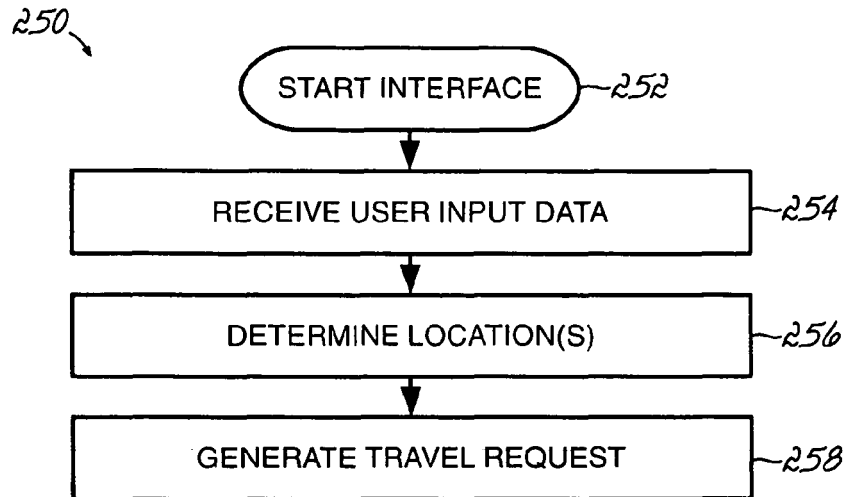 250
START INTERFACE
252
RECEIVE USER INPUT DATA
254
DETERMINE LOCATION(S)
256
GENERATE TRAVEL REQUEST
258